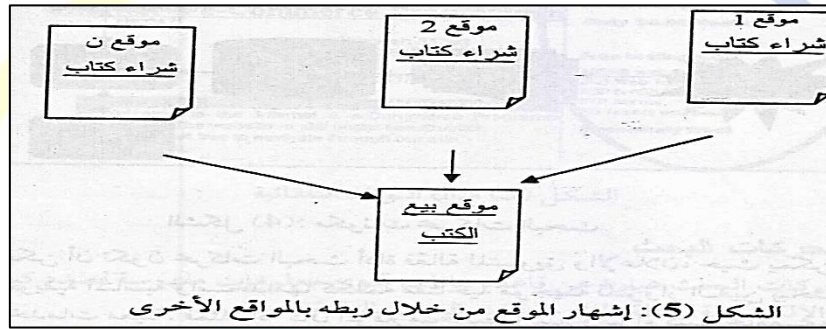 موقع 1
شراء كتاب
موقع 2
شراء كتاب
موقع ن
شراء كتاب
موقع بيع
الكتب
الشكل (5): إشهار الموقع من خلال ربطه بالمواقع الأخرى